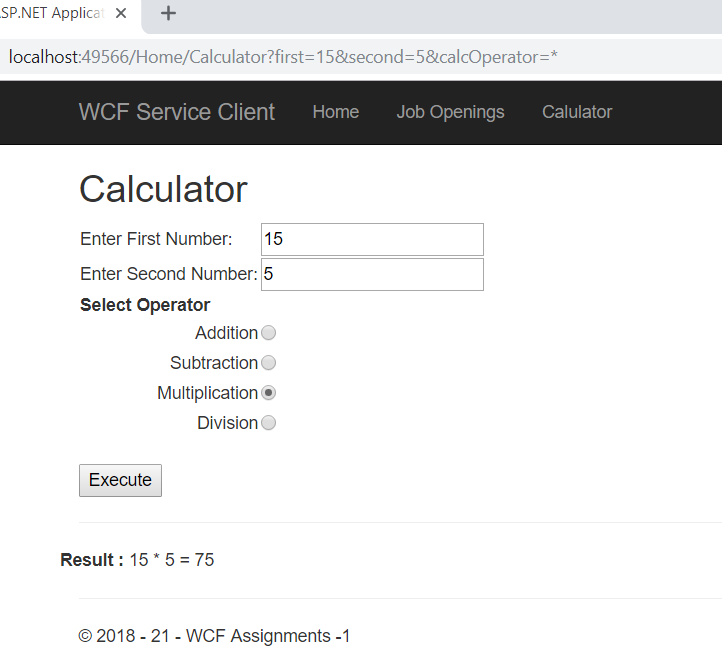 SP.NET Applicat
localhost:49566/Home/Calculator?first=15&second=5&calcOperator=*
WCF Service Client Home Job Openings Calulator
Calculator
Enter First Number: 15
Enter Second Number: 5
Select Operator
Addition
Subtraction
Multiplication
Division
Execute
Result : 15 * 5 = 75
© 2018 - 21 - WCF Assignments -1